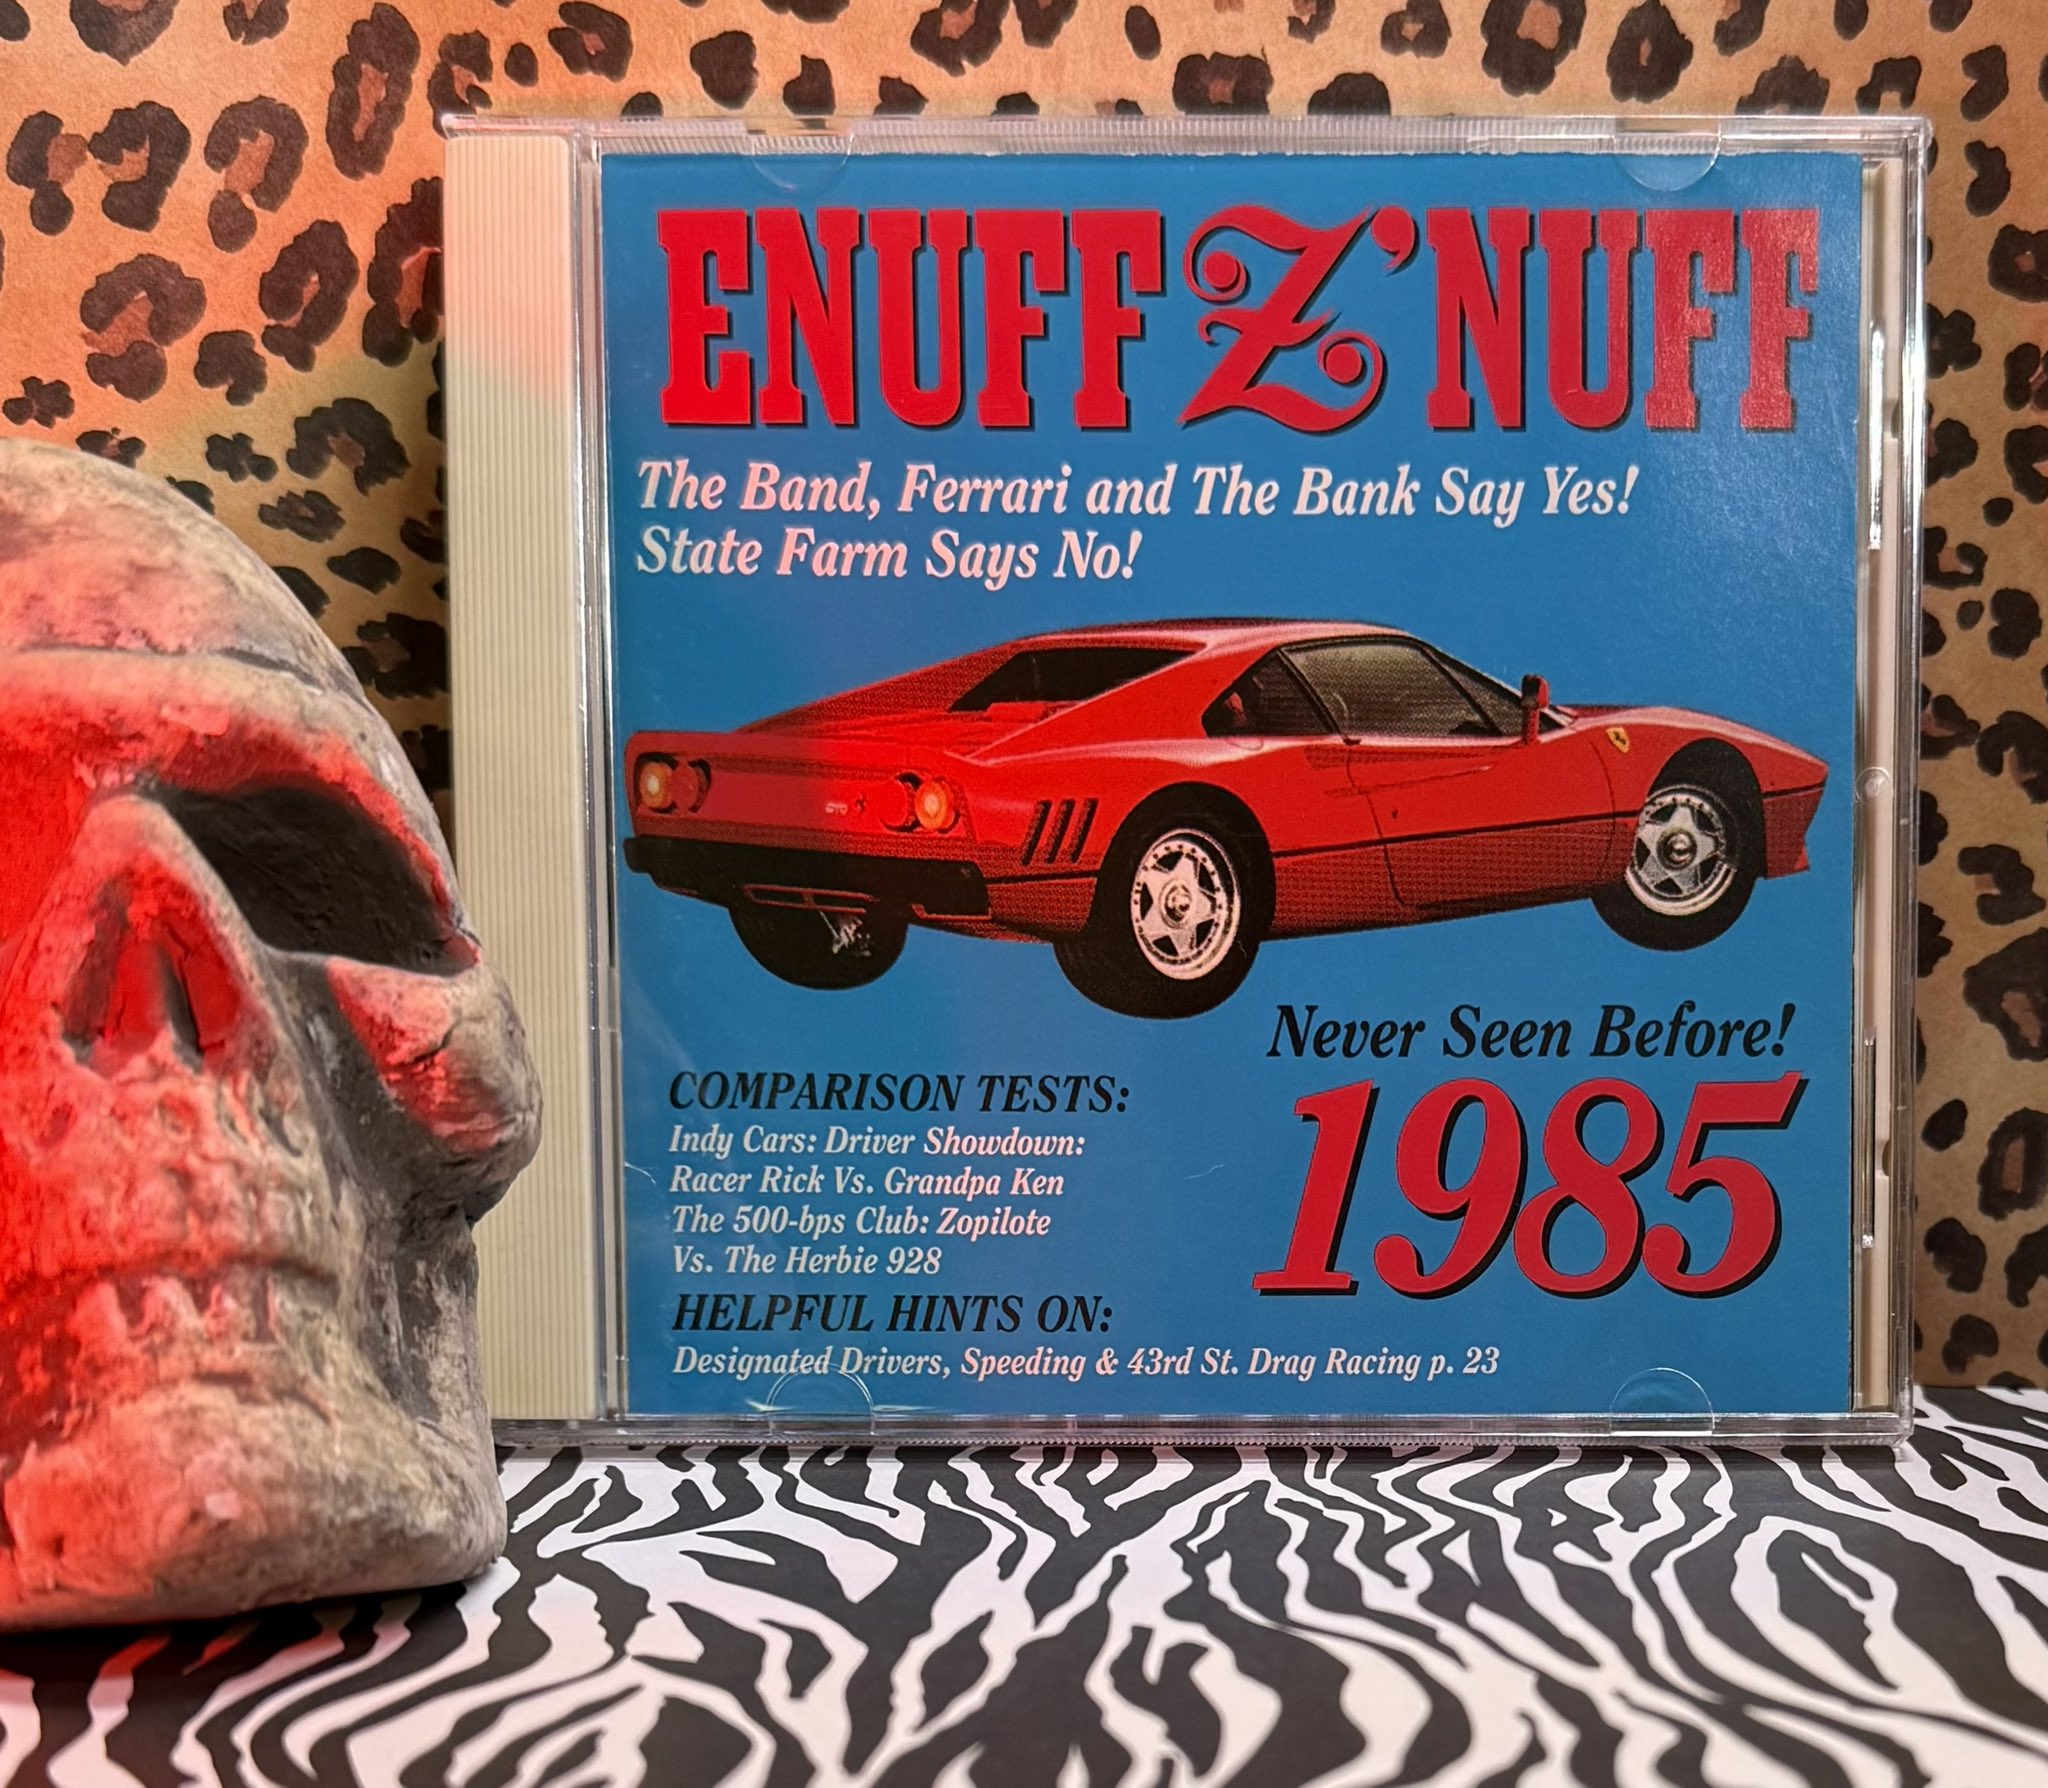 ENUFF Z'NUFF
The Band, Ferrari and The Bank Say Yes!
State Farm Says No!
GTO
Never Seen Before!
1985
COMPARISON TESTS:
Indy Cars: Driver Showdown:
Racer Rick Vs. Grandpa Ken
The 500-bps Club: Zopilote
Vs. The Herbie 928
HELPFUL HINTS ON:
Designated Drivers, Speeding & 43rd St. Drag Racing p. 23